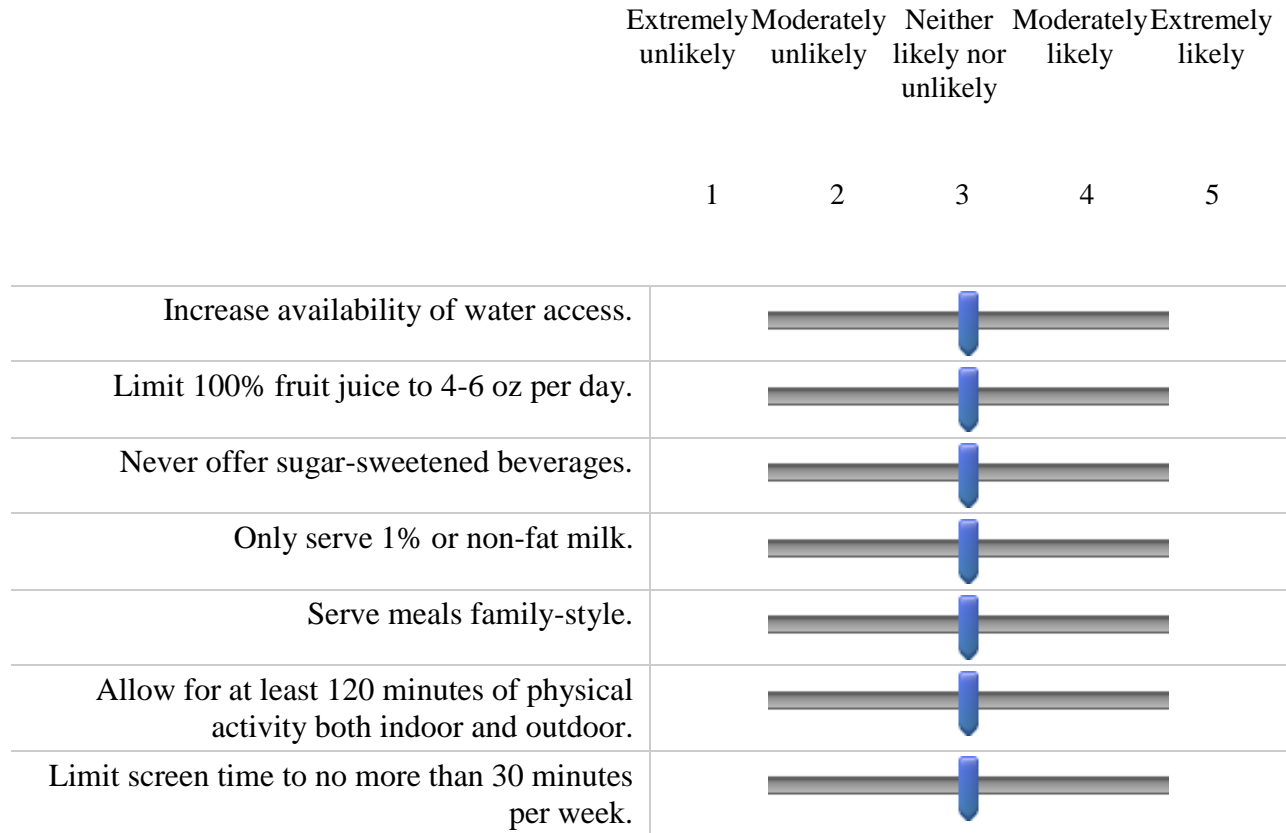 Extremely Moderately Neither Moderately Extremely
unlikely unlikely likely nor likely likely
unlikely
1 2 3 4 5
Increase availability of water access.
Limit 100% fruit juice to 4-6 oz per day.
Never offer sugar-sweetened beverages.
Only serve 1% or non-fat milk.
Serve meals family-style.
Allow for at least 120 minutes of physical
activity both indoor and outdoor.
Limit screen time to no more than 30 minutes
per week.